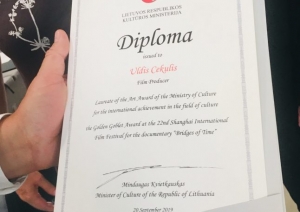 LIETUVOS RESPUBLIKOS
KULTŪROS MINISTERIJA
Diploma
issued to
Uldis Cekulis
Film Producer
Laureate of the Art Award of the Ministry of Culture
for the international achievement in the field of culture
the Golden Goblet Award at the 22nd Shanghai International
Film Festival for the documentary "Bridges of Time"
Mindaugas Kvietkauskas
Minister of Culture of the Republic of Lithuania
September 2019